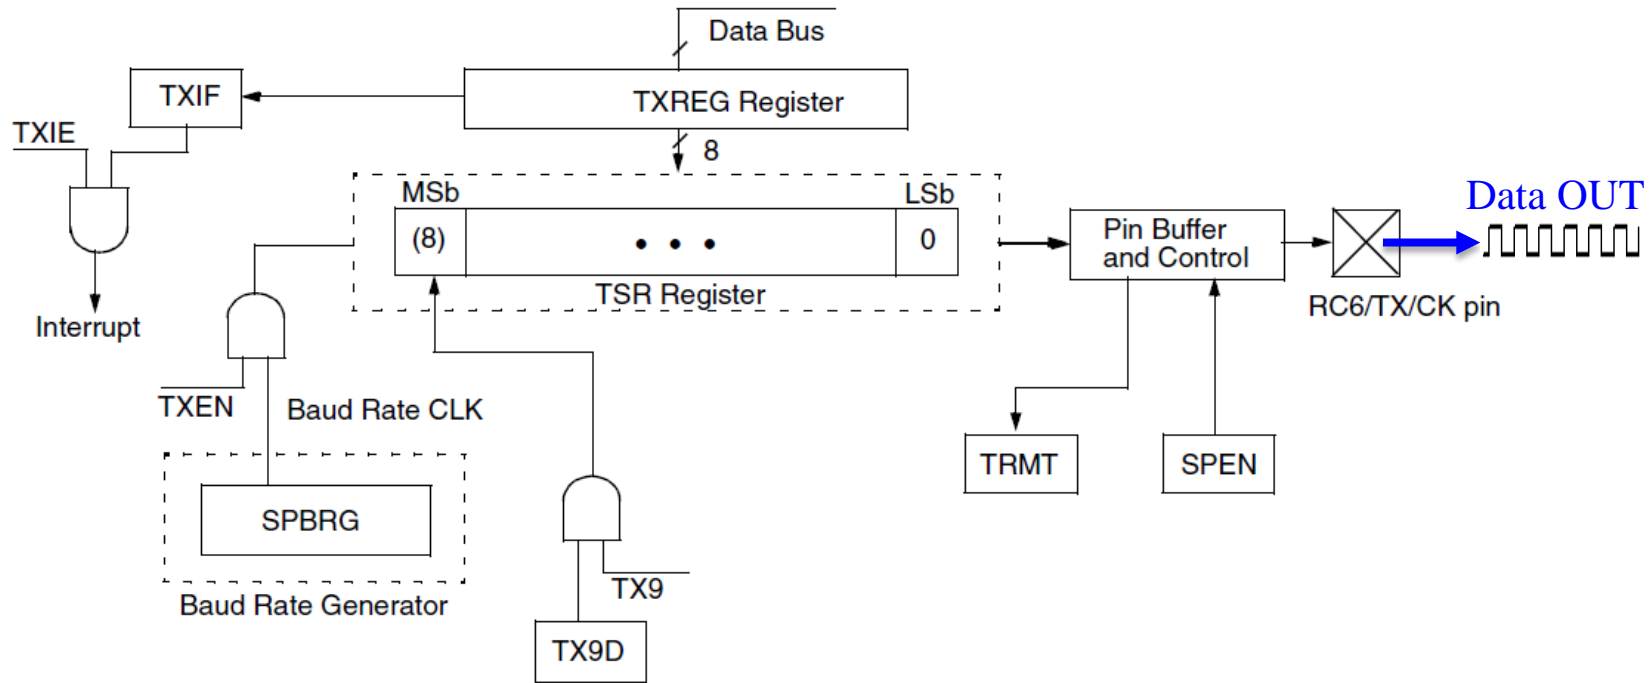 Data Bus
TXIF
TXREG Register
TXIE
8
MSb
LSb
Data OUT
(8)
• • •
0
Pin Buffer
and Control
TSR Register
RC6/TX/CK pin
Interrupt
TXEN
Baud Rate CLK
TRMT
SPEN
SPBRG
TX9
Baud Rate Generator
TX9D